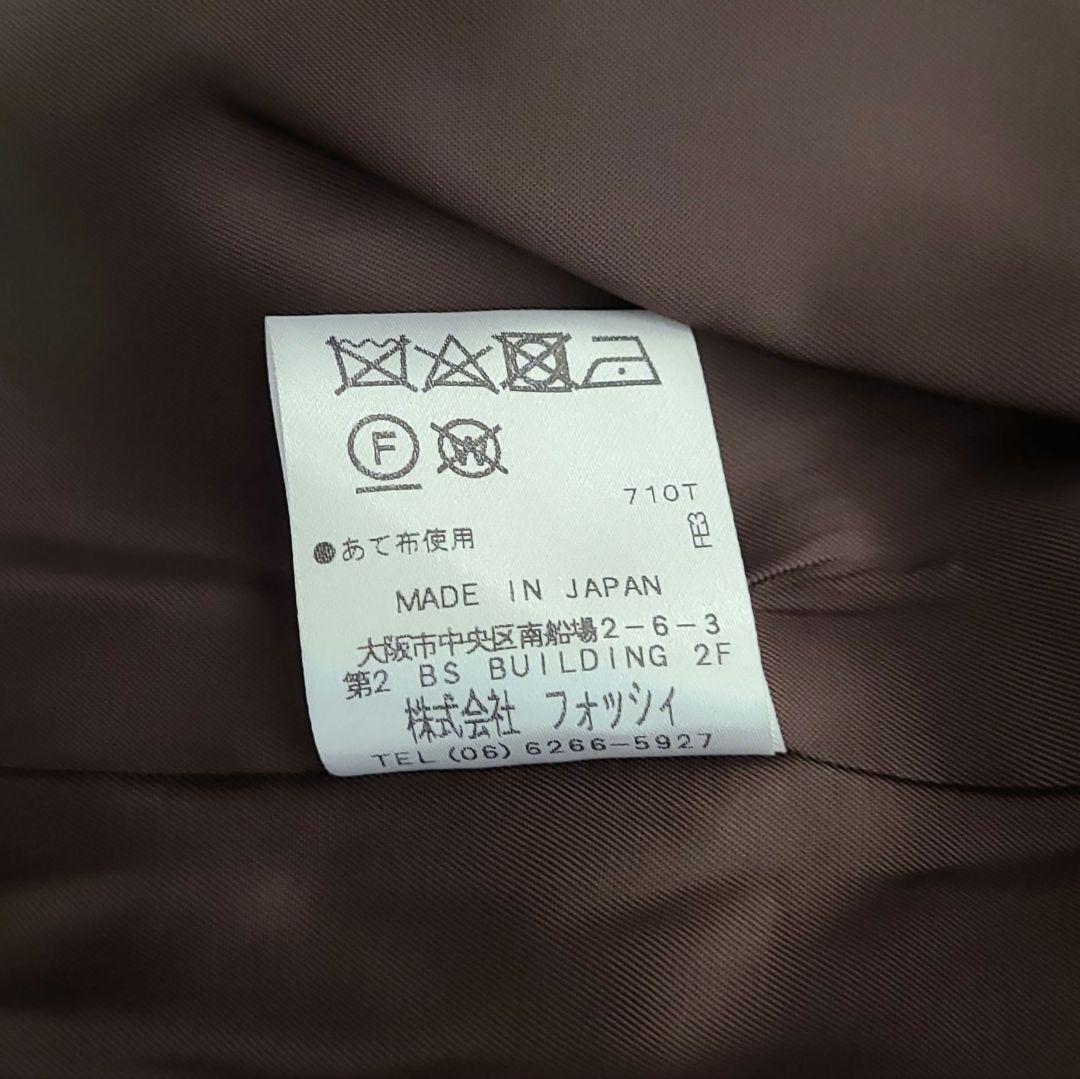 F W
710T
FE3
●あて布使用
MADE IN JAPAN
大阪市中央区南船場2-6-3
第2 BS BUILDING 2F
株式会社 フォッシイ
TEL (06) 6266-5927